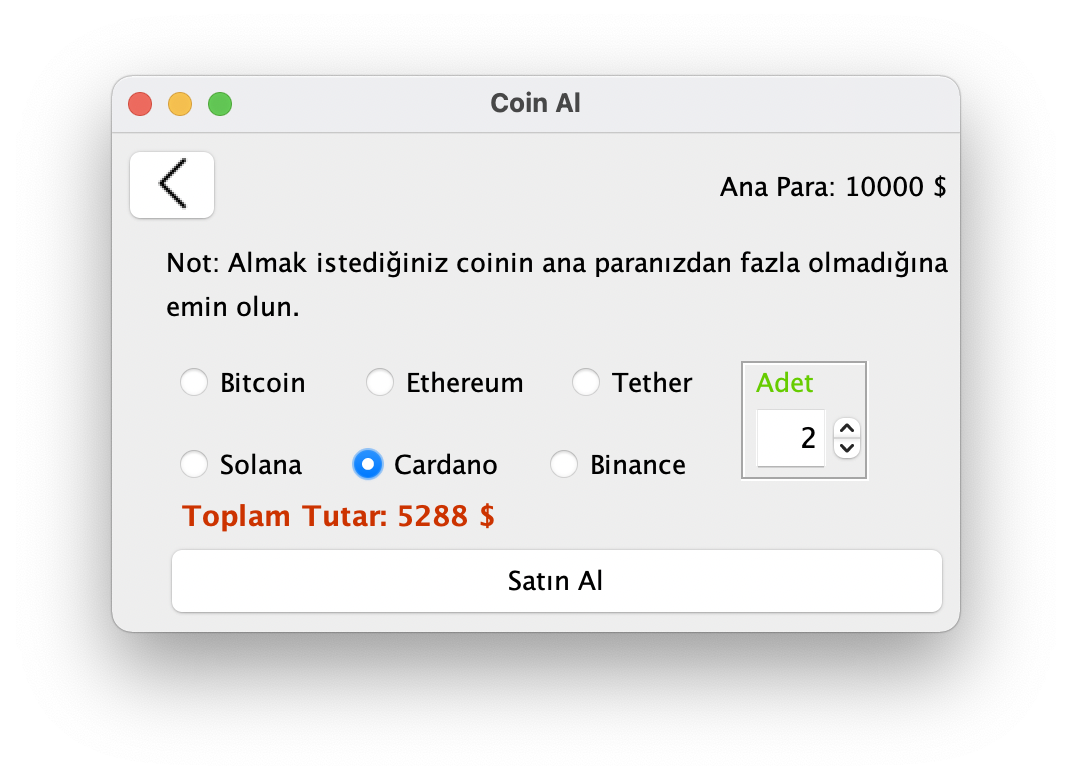 Coin Al
Ana Para: 10000 $
Not: Almak istediğiniz coinin ana paranızdan fazla olmadığına
emin olun.
Bitcoin Ethereum Tether Adet
2
Solana Cardano Binance
Toplam Tutar: 5288 $
Satın Al